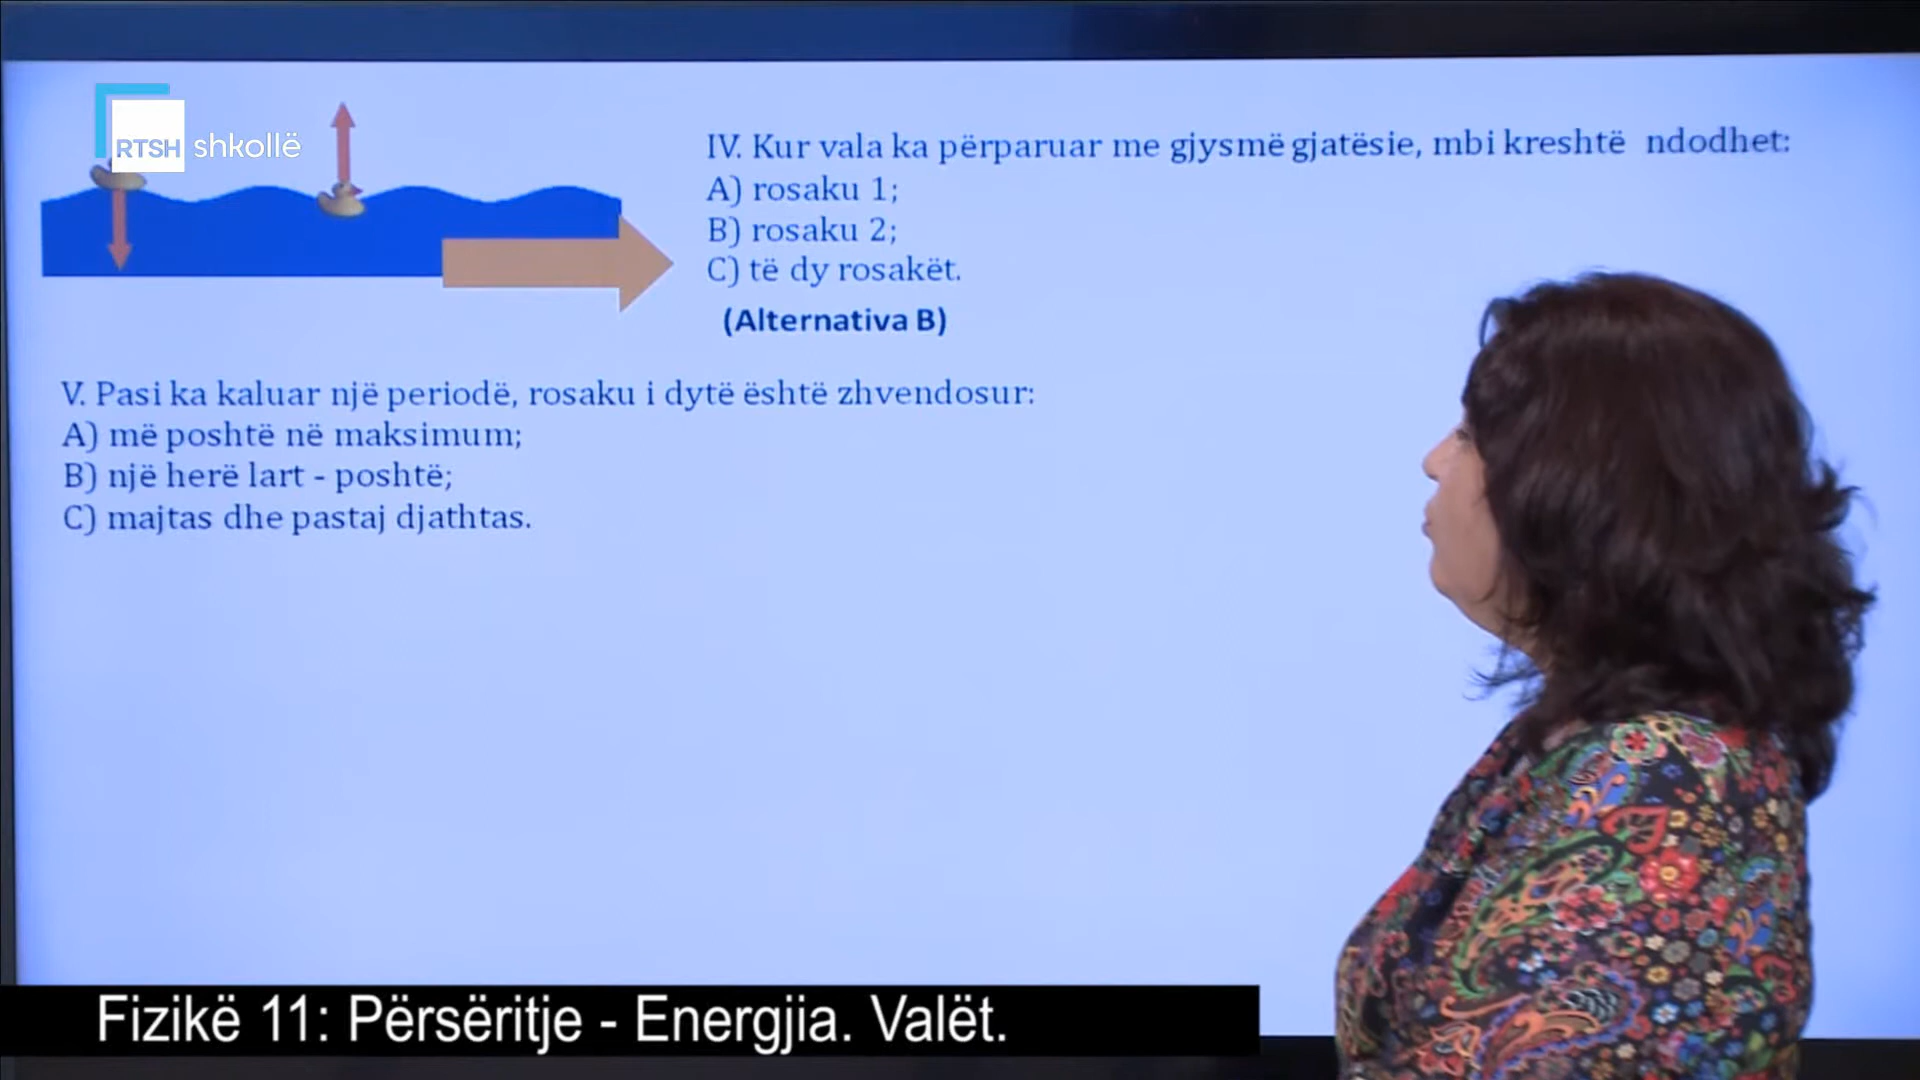 RTSH shkollë
IV. Kur vala ka përparuar me gjysmë gjatësie, mbi kreshtë ndodhet:
A) rosaku 1;
B) rosaku 2;
C) të dy rosakët.
(Alternativa B)
V. Pasi ka kaluar një periodë, rosaku i dytë është zhvendosur:
A) më poshtë në maksimum;
B) një herë lart - poshtë;
C) majtas dhe pastaj djathtas.
Fizikë 11: Përsëritje - Energjia. Valët.